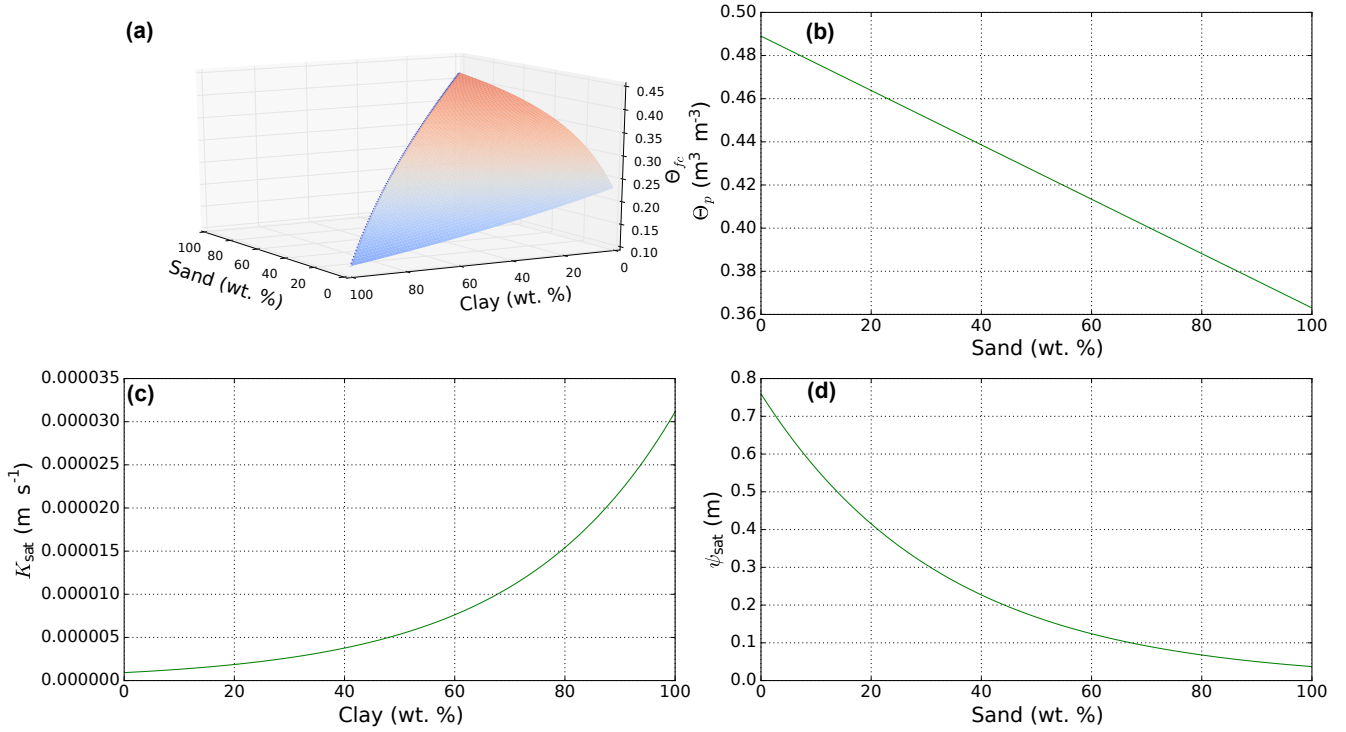 (a)
0.45
0.40
0.35
0.30
0.25
0.20
0.15
0.10
Θfc
100 80 60 40 20 0
Sand (wt. %)
100 80 60 40 20 0
Clay (wt. %)
(b)
0.50
0.48
0.46
0.44
0.42
0.40
0.38
0.36
Θp (m³ m⁻³)
0 20 40 60 80 100
Sand (wt. %)
(c)
0.000035
0.000030
0.000025
0.000020
0.000015
0.000010
0.000005
0.000000
Ksat (m s⁻¹)
0 20 40 60 80 100
Clay (wt. %)
(d)
0.8
0.7
0.6
0.5
0.4
0.3
0.2
0.1
0.0
ψsat (m)
0 20 40 60 80 100
Sand (wt. %)